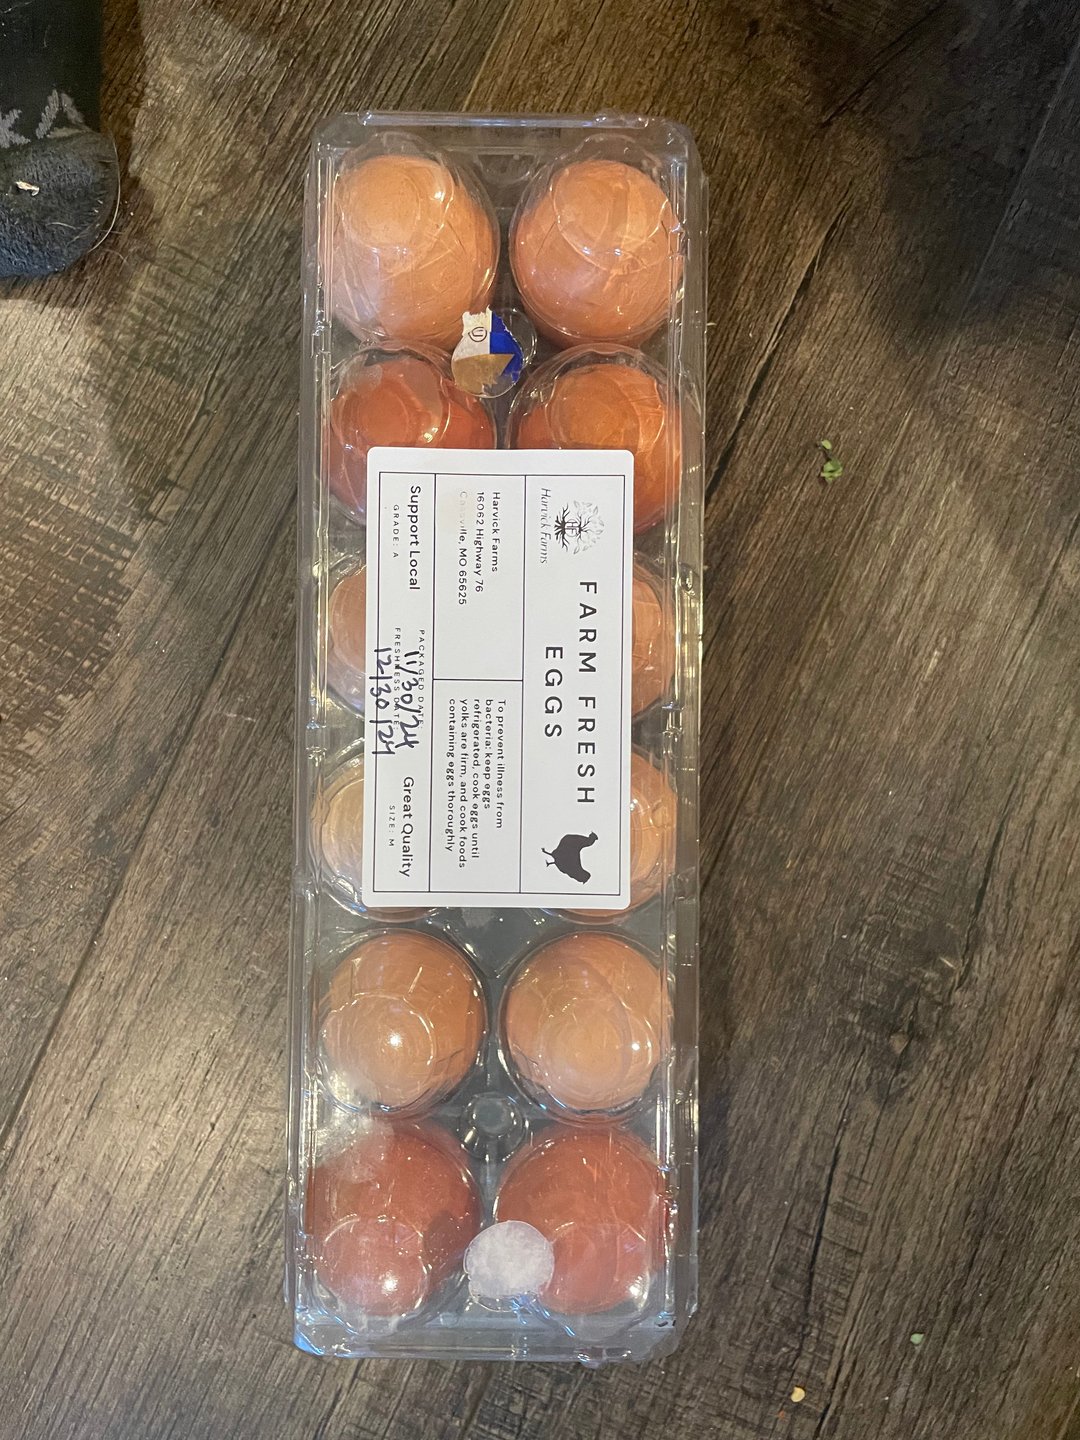 Harvick Farms
FARM FRESH
EGGS
Harvick Farms
16062 Highway 76
Cassville, MO 65625
To prevent illness from
bacteria: keep eggs
refrigerated, cook eggs until
yolks are firm, and cook foods
containing eggs thoroughly
Support Local
GRADE: A
PACKAGED DATE:
11/30/24
FRESHNESS DATE:
12/30/24
Great Quality
SIZE: M